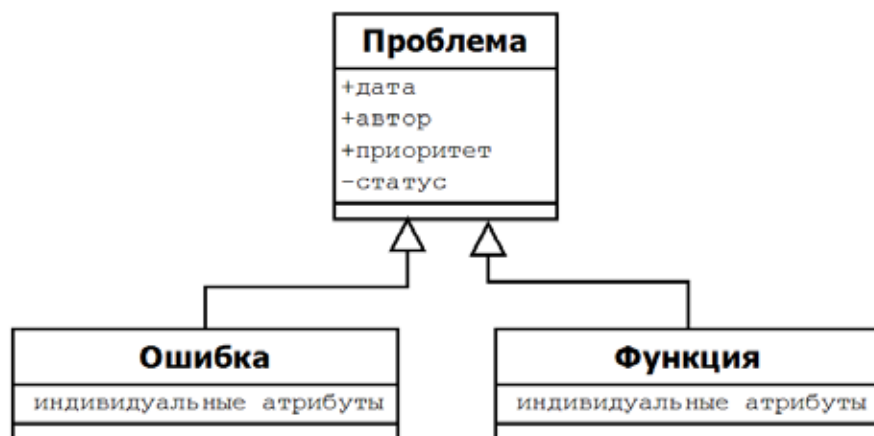 Проблема
+дата
+автор
+приоритет
-статус
Ошибка
индивидуальные атрибуты
Функция
индивидуальные атрибуты